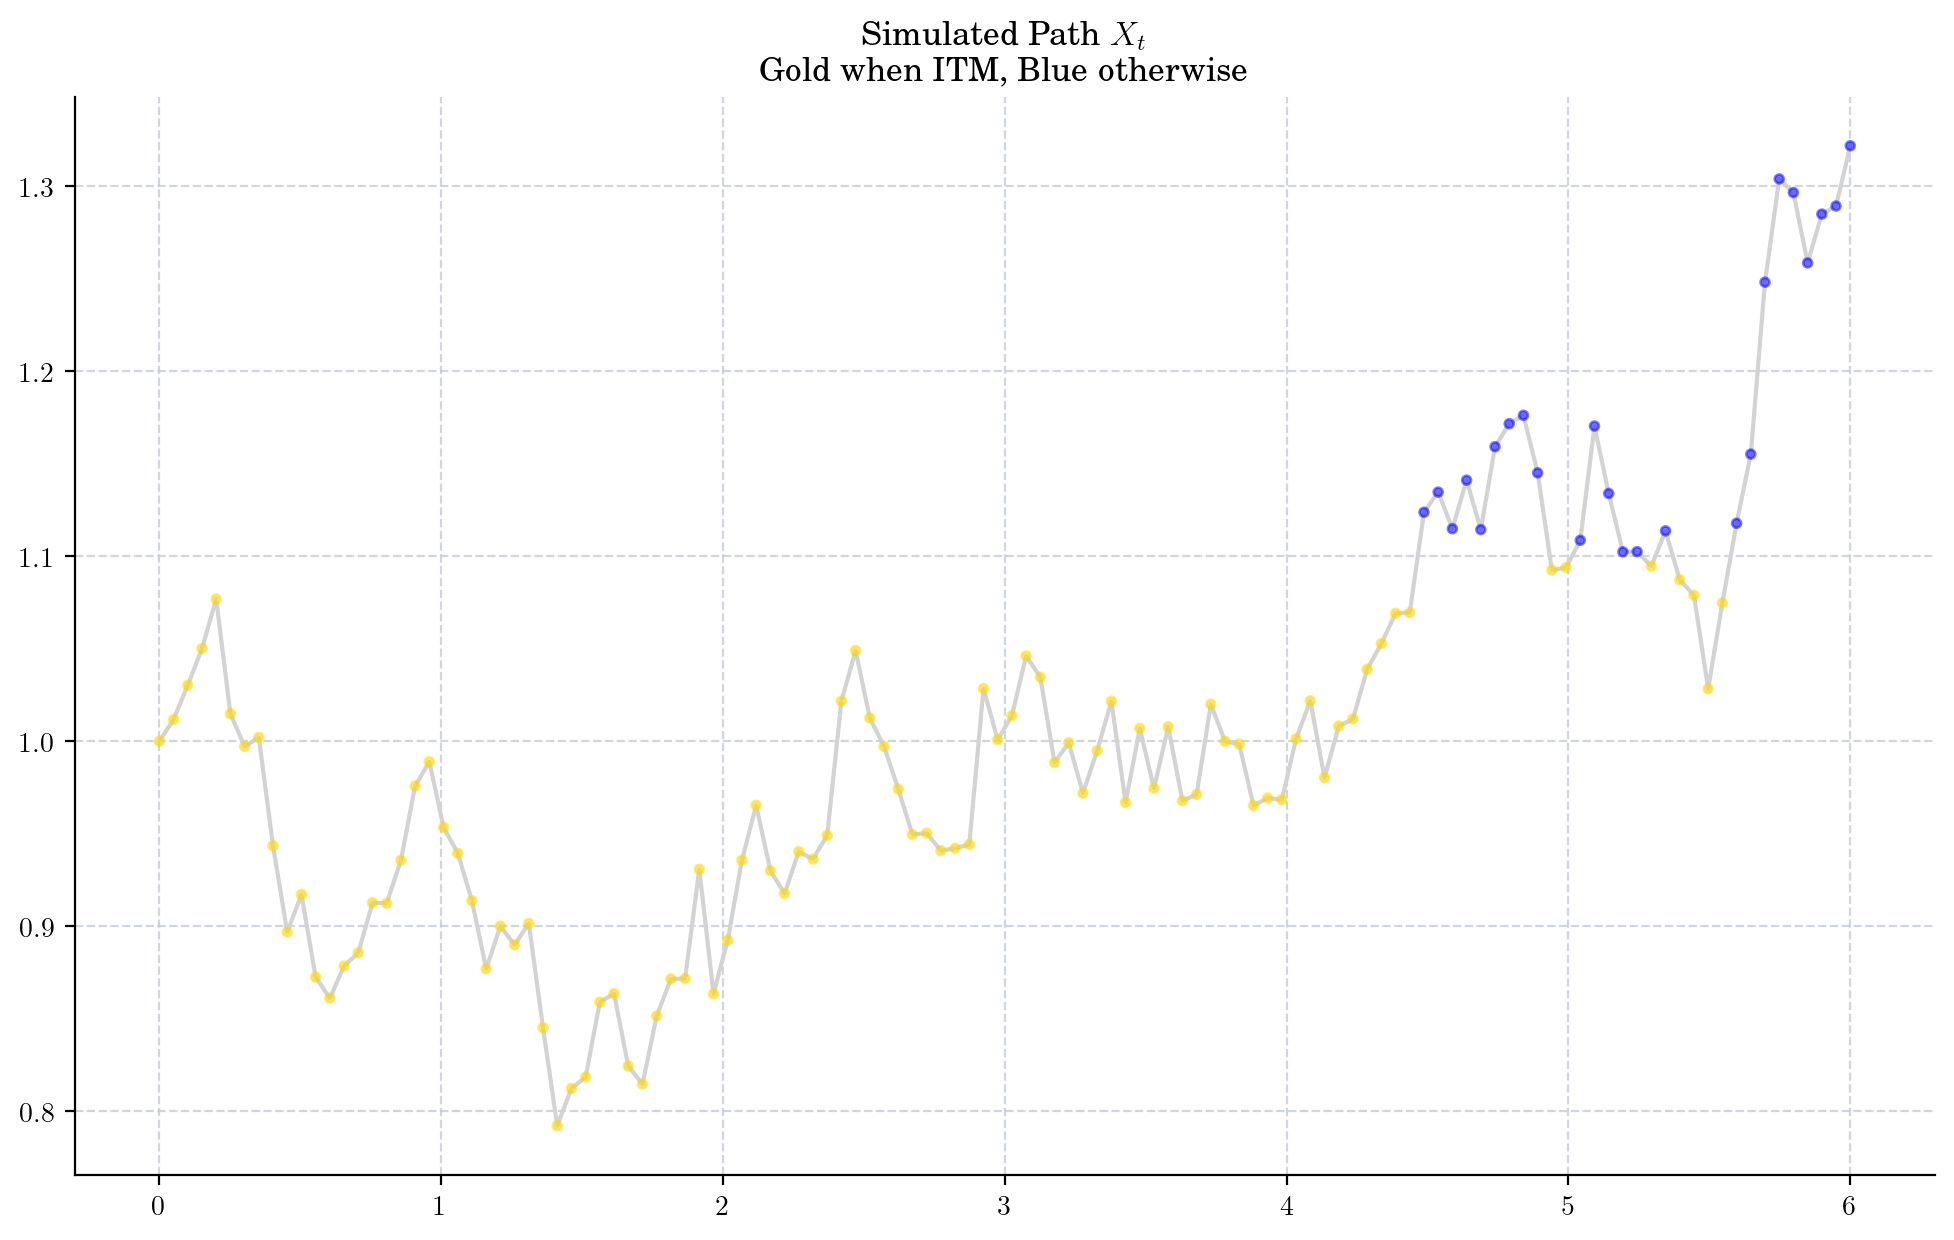 Simulated Path X_t
Gold when ITM, Blue otherwise
1.3
1.2
1.1
1.0
0.9
0.8
0 1 2 3 4 5 6